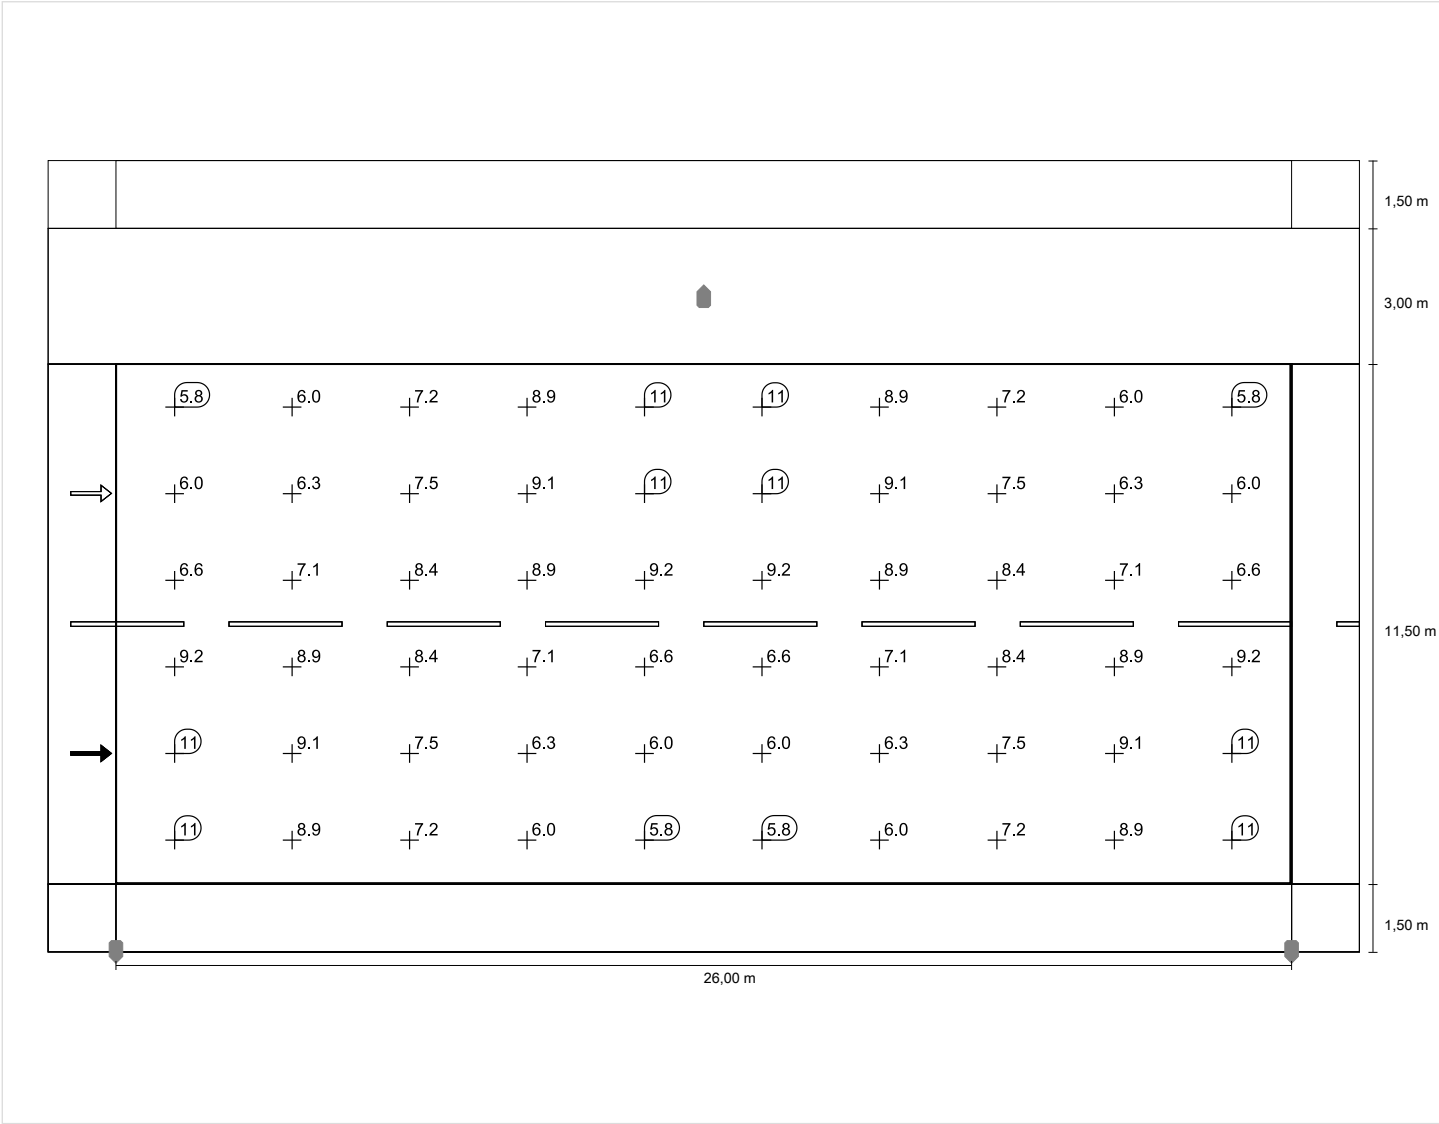 1,50 m
3,00 m
5.8 6.0 7.2 8.9 11 11 8.9 7.2 6.0 5.8
6.0 6.3 7.5 9.1 11 11 9.1 7.5 6.3 6.0
6.6 7.1 8.4 8.9 9.2 9.2 8.9 8.4 7.1 6.6
11,50 m
9.2 8.9 8.4 7.1 6.6 6.6 7.1 8.4 8.9 9.2
11 9.1 7.5 6.3 6.0 6.0 6.3 7.5 9.1 11
11 8.9 7.2 6.0 5.8 5.8 6.0 7.2 8.9 11
1,50 m
26,00 m